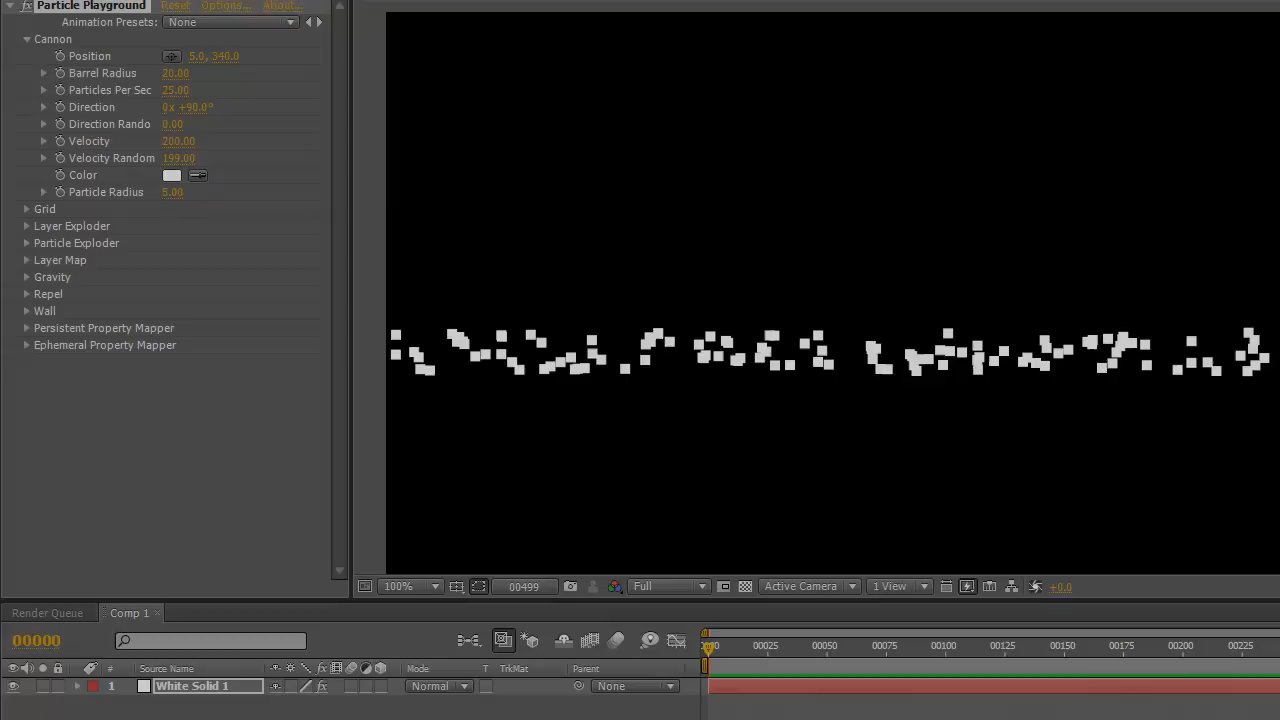 Particle Playground Reset Options... About...
Animation Presets: None
Cannon
Position 5.0, 340.0
Barrel Radius 20.00
Particles Per Sec 25.00
Direction 0x +90.0°
Direction Rando 0.00
Velocity 200.00
Velocity Random 199.00
Color
Particle Radius 5.00
Grid
Layer Exploder
Particle Exploder
Layer Map
Gravity
Repel
Wall
Persistent Property Mapper
Ephemeral Property Mapper
100% 00499 Full Active Camera 1 View +0.0
Render Queue Comp 1
00000
00025 00050 00075 00100 00125 00150 00175 00200 00225
# Source Name fx Mode T TrkMat Parent
1 White Solid 1 fx Normal None